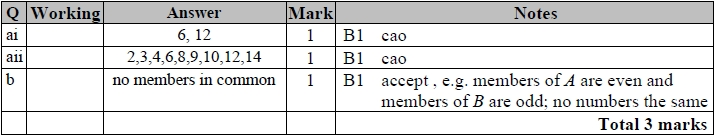 Q Working Answer Mark Notes
ai 6, 12 1 B1 cao
aii 2,3,4,6,8,9,10,12,14 1 B1 cao
b no members in common 1 B1 accept , e.g. members of A are even and
members of B are odd; no numbers the same
Total 3 marks